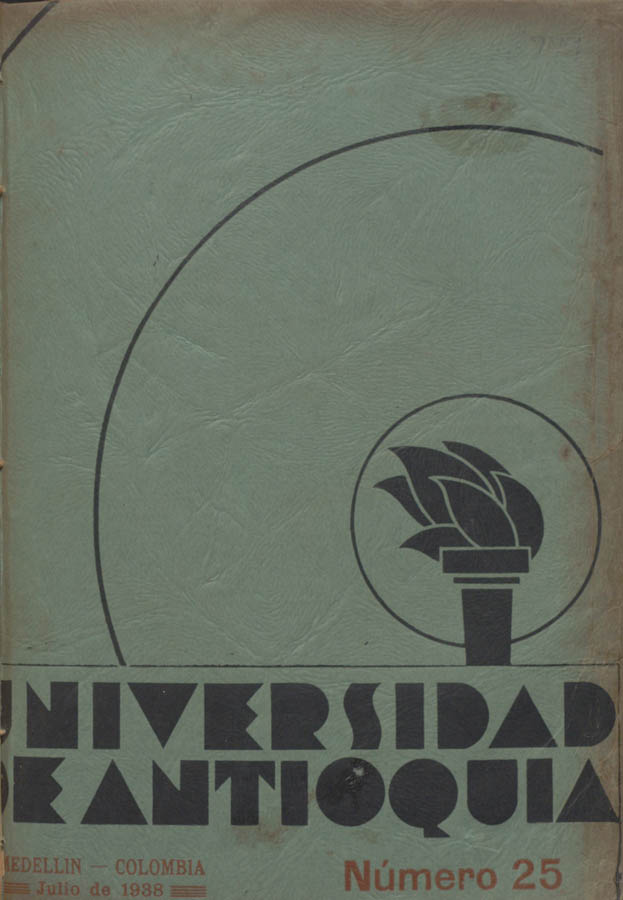 UNIVERSIDAD
DE ANTIOQUIA
MEDELLIN — COLOMBIA
Julio de 1938
Número 25